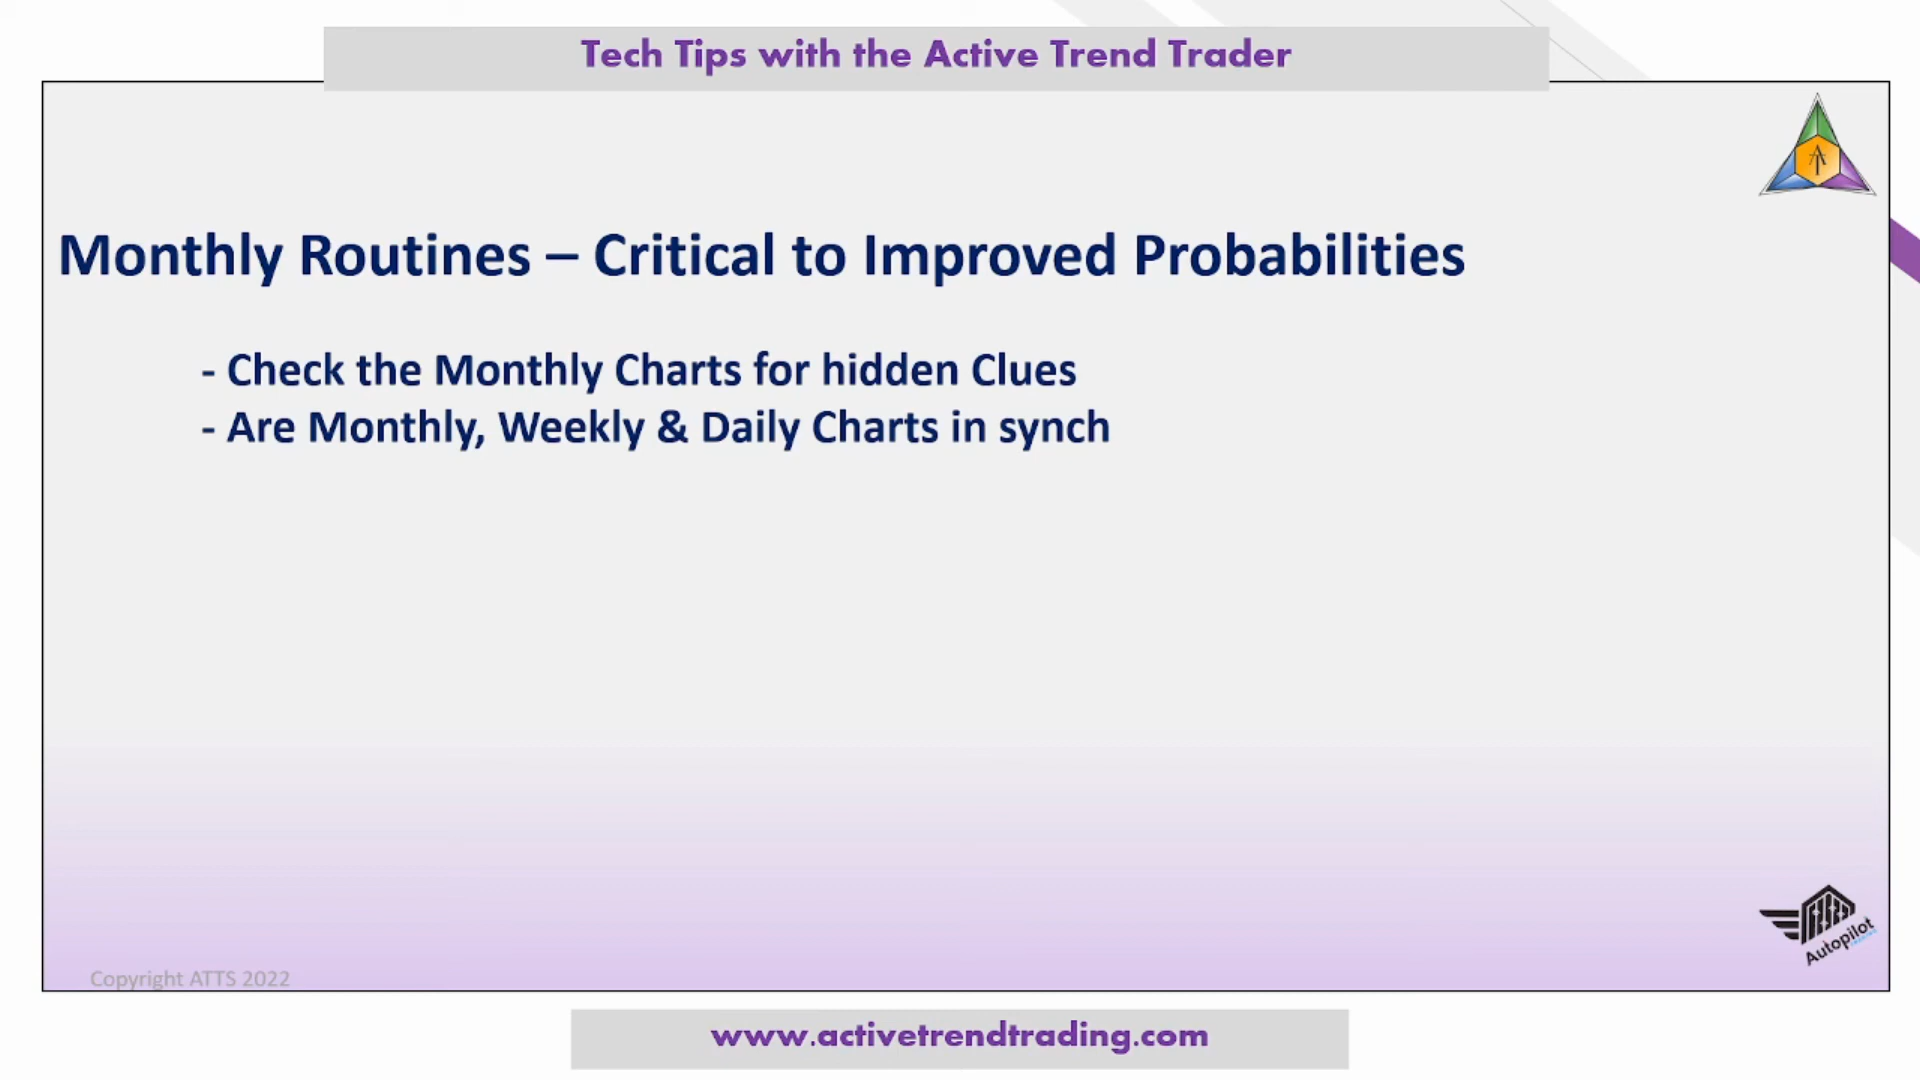 Tech Tips with the Active Trend Trader
Monthly Routines – Critical to Improved Probabilities
- Check the Monthly Charts for hidden Clues
- Are Monthly, Weekly & Daily Charts in synch
Autopilot
Copyright ATTS 2022
www.activetrendtrading.com